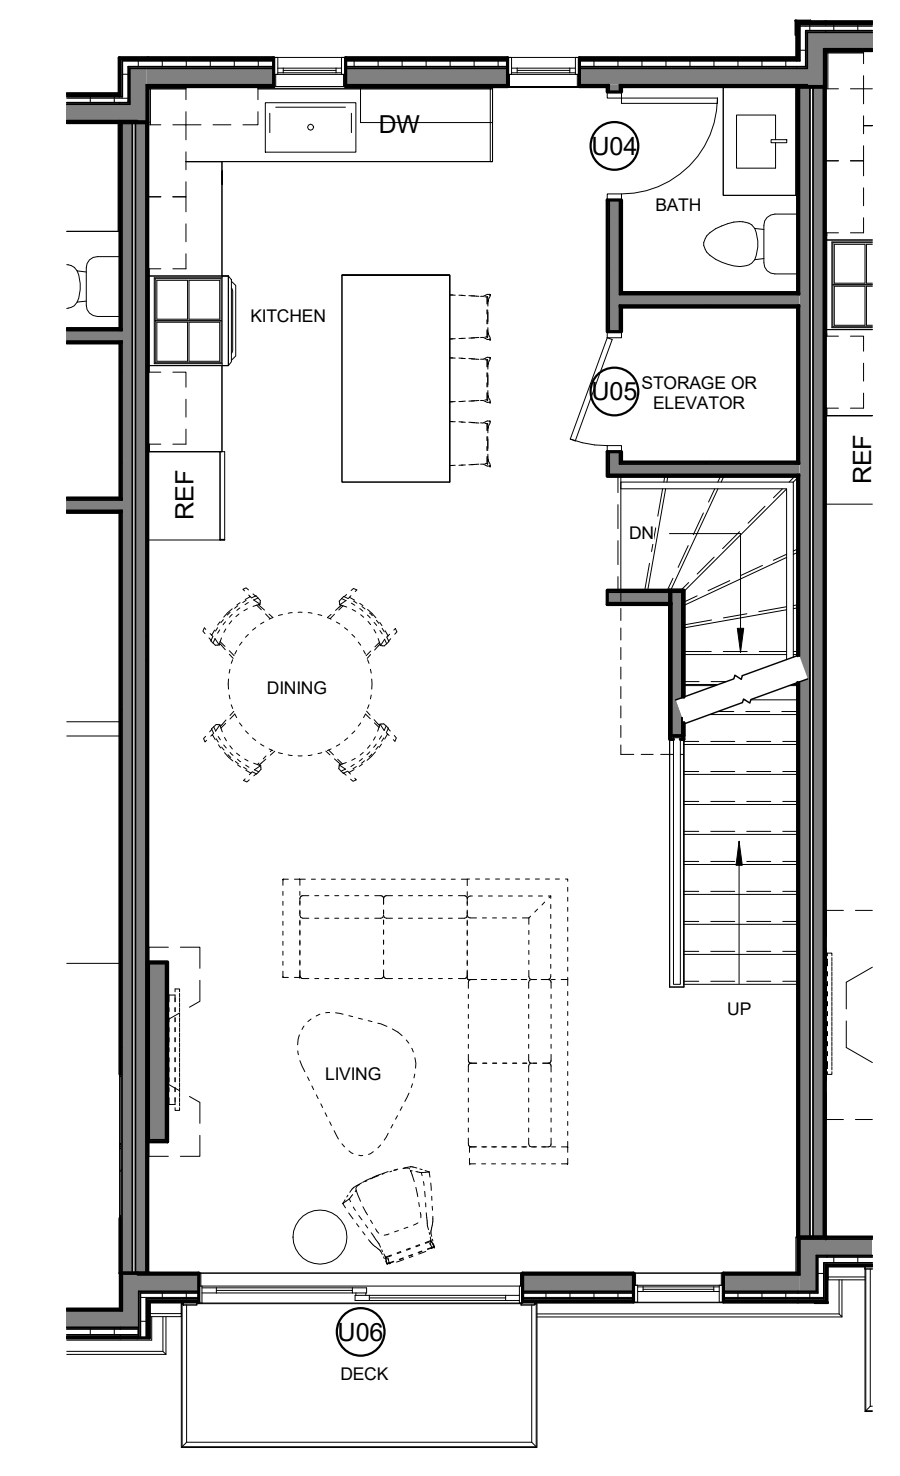 DW
U04
BATH
KITCHEN
U05
STORAGE OR
ELEVATOR
REF
REF
DN
DINING
UP
LIVING
U06
DECK